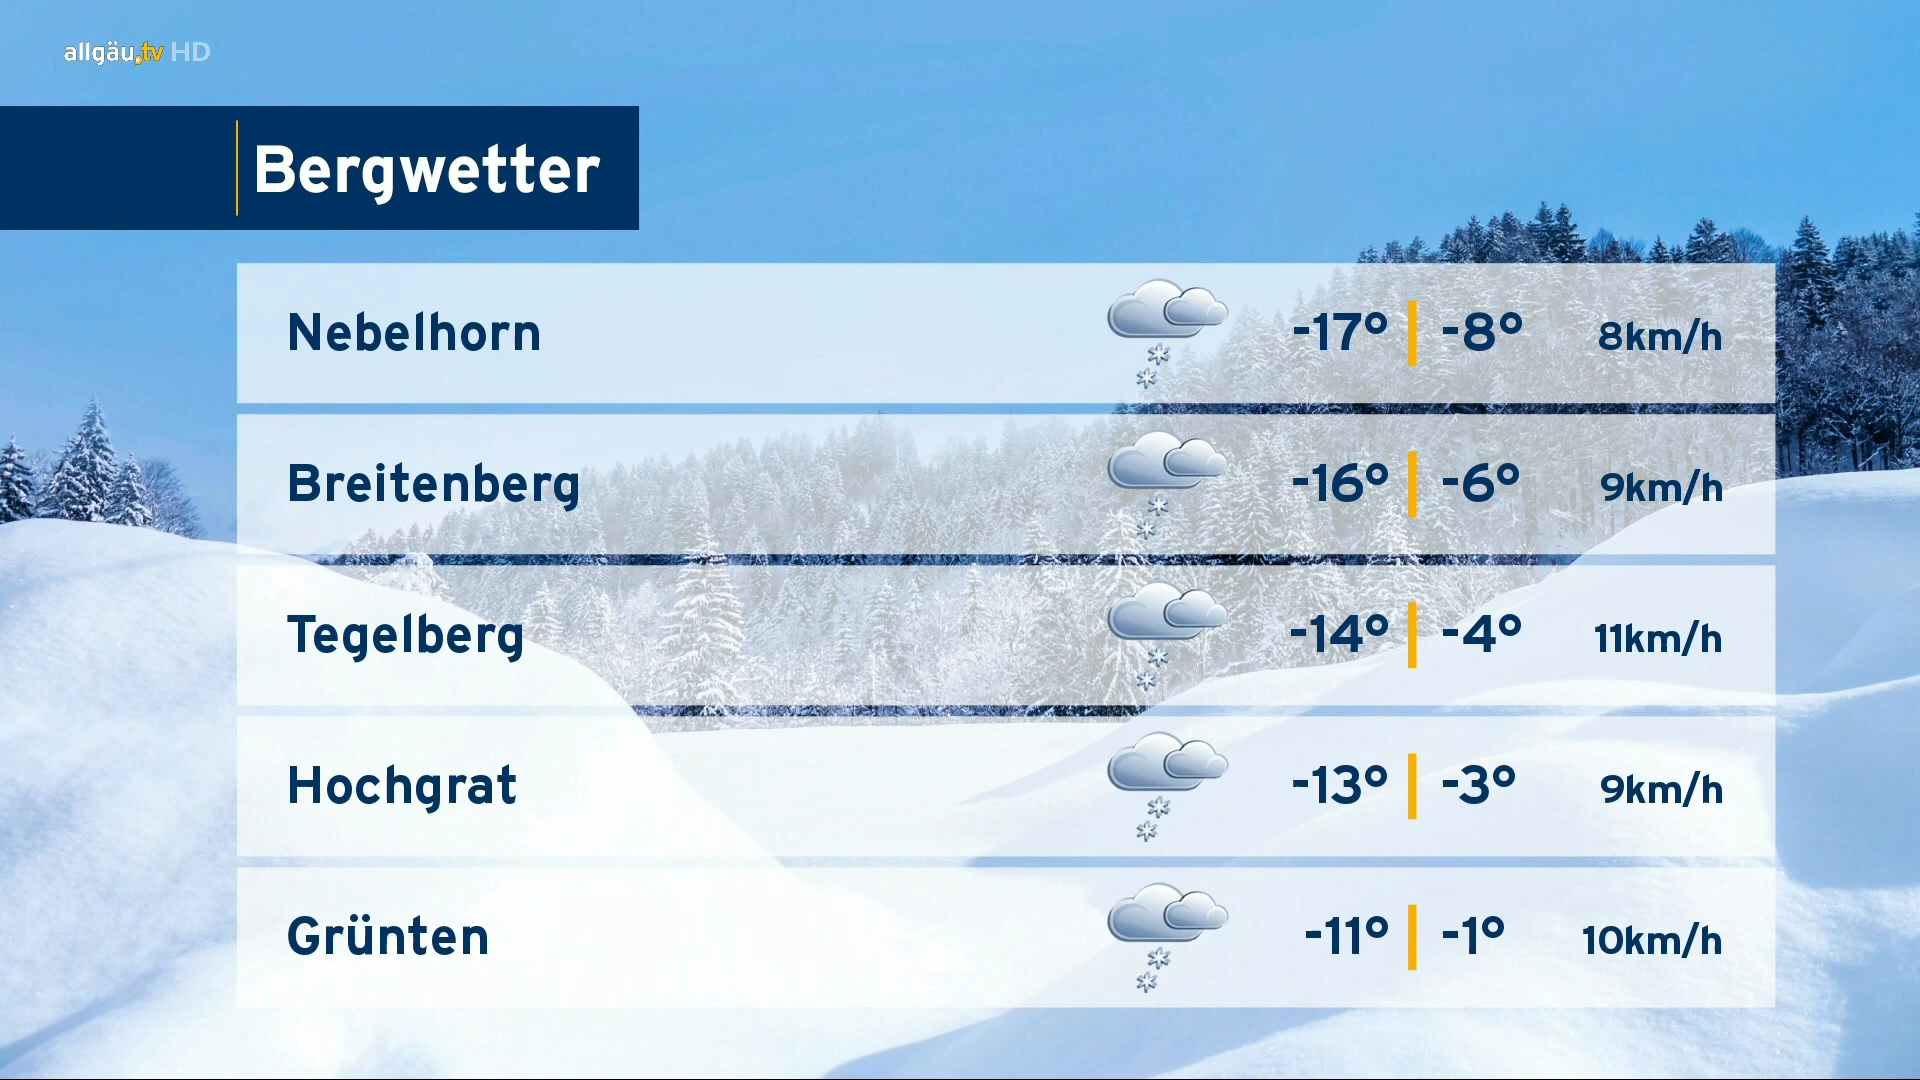 allgäu.tv HD
Bergwetter
Nebelhorn -17° -8° 8km/h
Breitenberg -16° -6° 9km/h
Tegelberg -14° -4° 11km/h
Hochgrat -13° -3° 9km/h
Grünten -11° -1° 10km/h